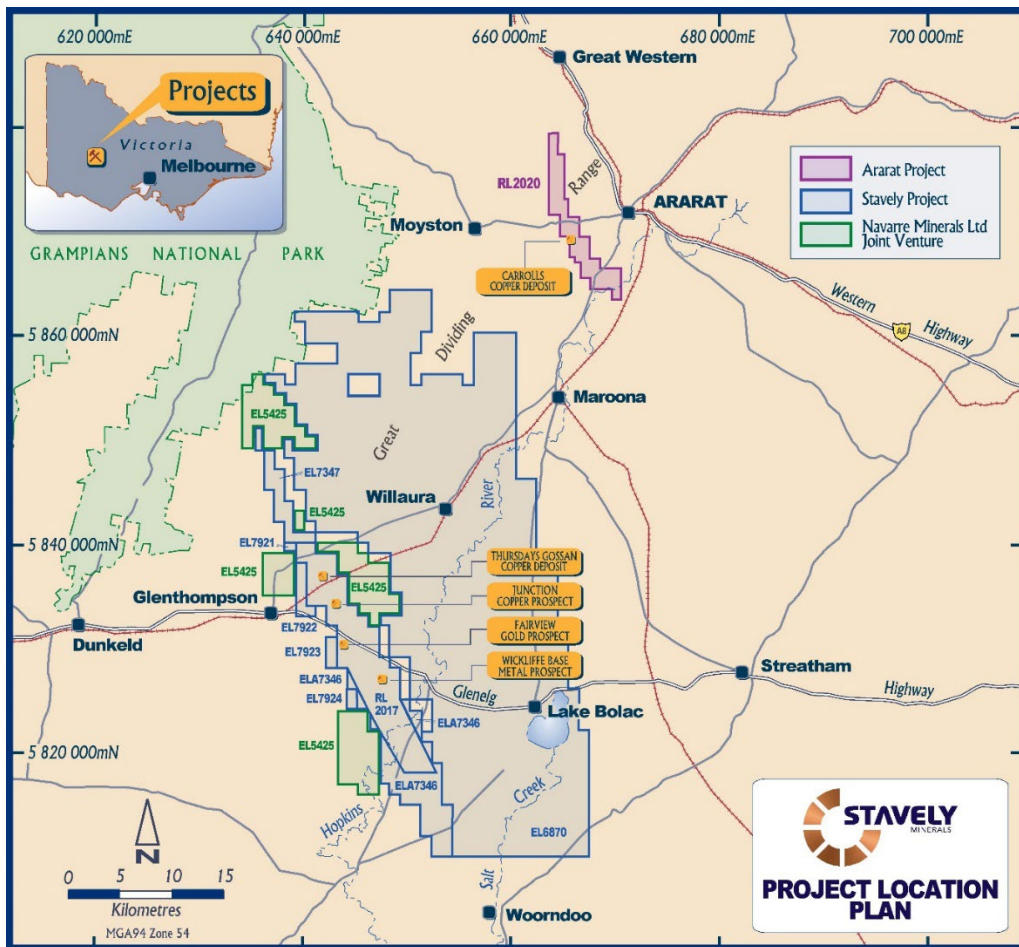 620 000mE
640 000mE
660 000mE
680 000mE
700 000mE
Projects
Victoria
Melbourne
Great Western
RL2020
Range
ARARAT
Moyston
Ararat Project
Stavely Project
Navarre Minerals Ltd
Joint Venture
GRAMPIANS NATIONAL PARK
CARROLLS
COPPER DEPOSIT
Western
Highway
A8
5 860 000mN
Dividing
Maroona
EL5425
Great
EL7347
Willaura
River
EL5425
5 840 000mN
EL7921
EL5425
THURSDAYS GOSSAN
COPPER DEPOSIT
EL5425
JUNCTION
COPPER PROSPECT
Glenthompson
EL7922
FAIRVIEW
GOLD PROSPECT
Dunkeld
EL7923
WICKLIFFE BASE
METAL PROSPECT
Streatham
ELA7346
EL7924
RL
2017
Glenelg
Highway
Lake Bolac
ELA7346
EL5425
5 820 000mN
ELA7346
Creek
Hopkins
EL6870
N
0 5 10 15
Kilometres
MGA94 Zone 54
Salt
Woorndoo
STAVELY
MINERALS
PROJECT LOCATION
PLAN